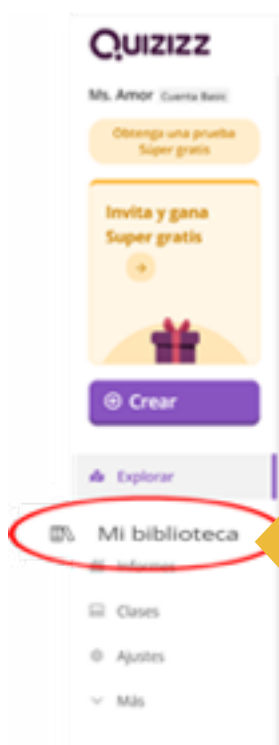 QUIZIZZ
Ms. Amor Cuenta Basic
Obtenga una prueba
Súper gratis
Invita y gana
Super gratis
Crear
Explorar
Mi biblioteca
Informes
Clases
Ajustes
Más